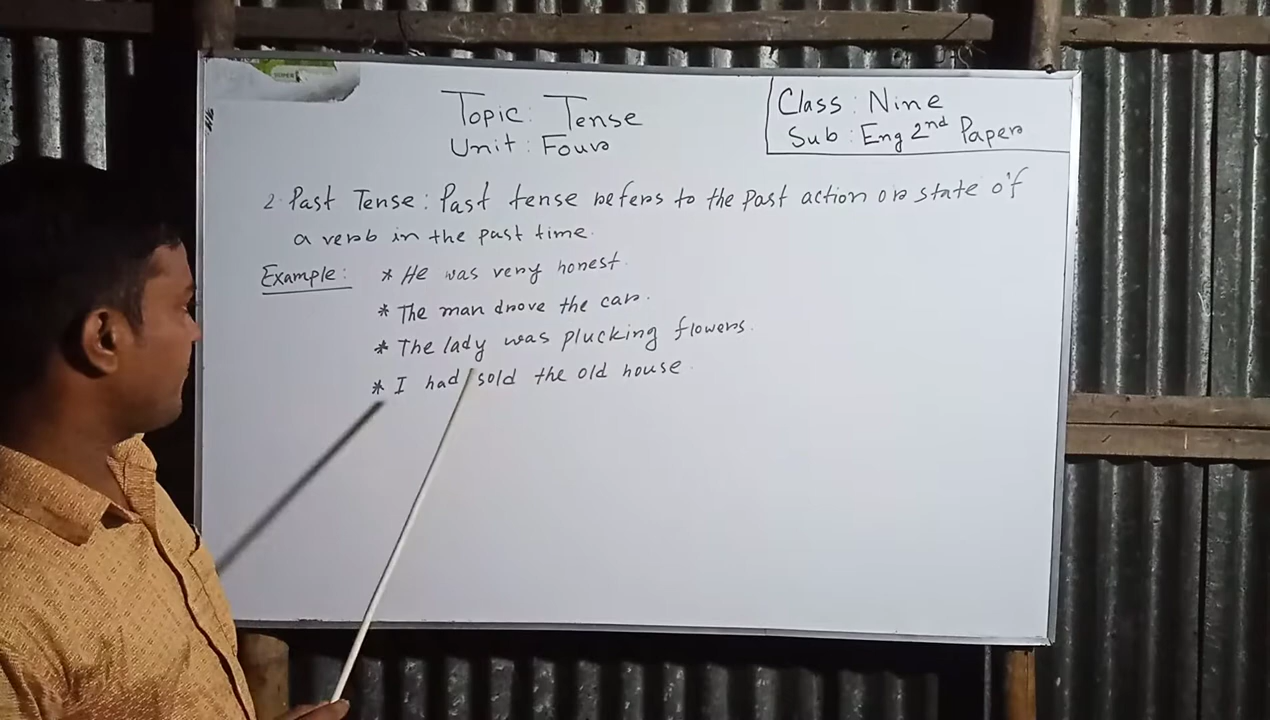 Topic: Tense
Unit: Four
Class: Nine
Sub: Eng 2nd Paper
2. Past Tense: Past tense refers to the past action or state of
a verb in the past time.
Example: * He was very honest.
* The man drove the car.
* The lady was plucking flowers.
* I had sold the old house.